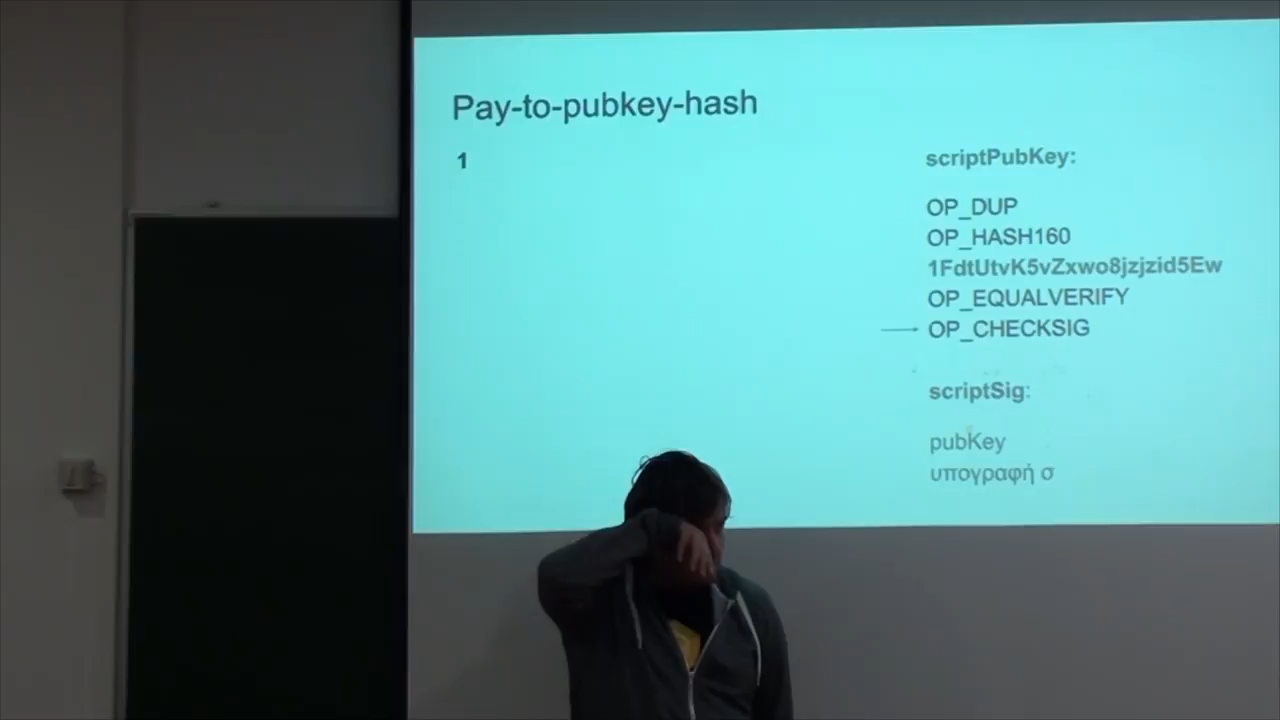 Pay-to-pubkey-hash
1
scriptPubKey:
OP_DUP
OP_HASH160
1FdtUtvK5vZxwo8jzjzid5Ew
OP_EQUALVERIFY
OP_CHECKSIG
scriptSig:
pubKey
υπογραφή σ